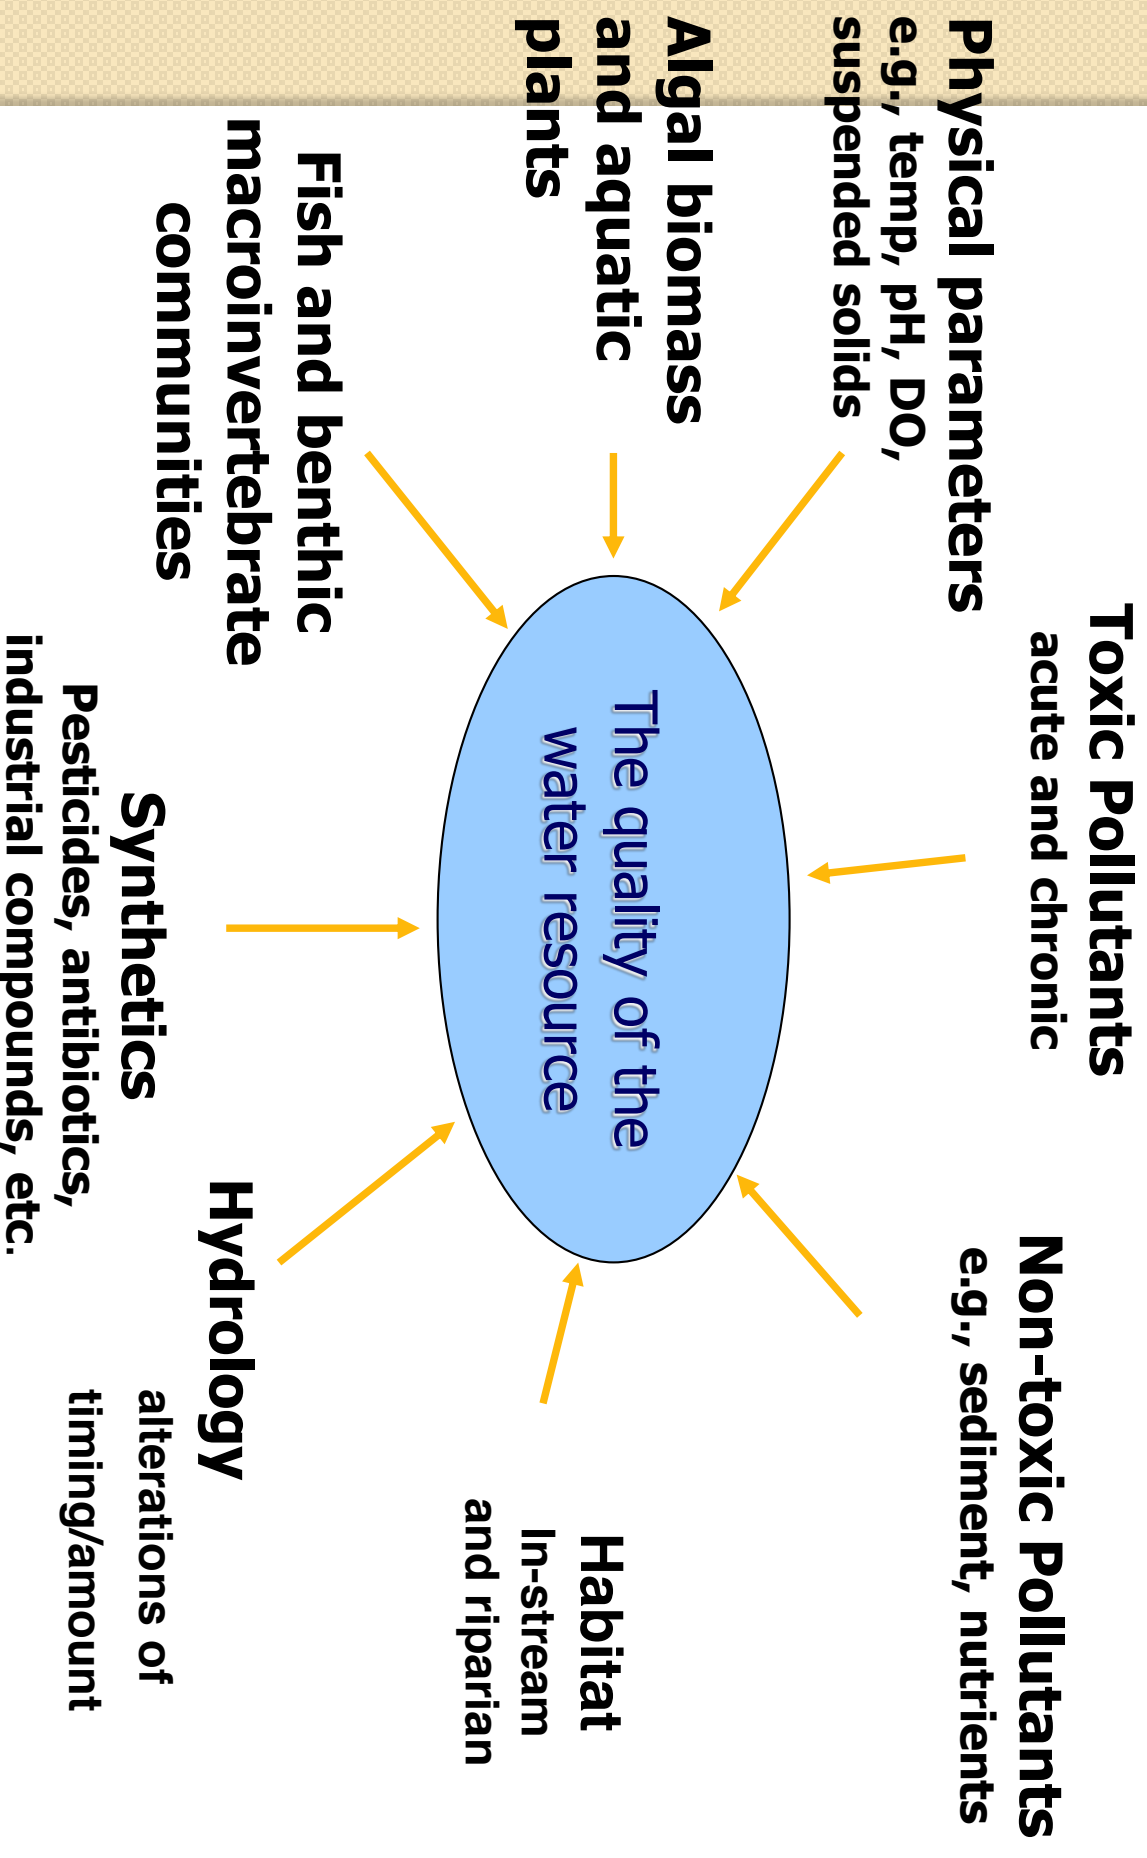 Toxic Pollutants
acute and chronic
Physical parameters
e.g., temp, pH, DO,
suspended solids
Non-toxic Pollutants
e.g., sediment, nutrients
Algal biomass
and aquatic
plants
The quality of the
water resource
Habitat
In-stream
and riparian
Fish and benthic
macroinvertebrate
communities
Hydrology
alterations of
timing/amount
Synthetics
Pesticides, antibiotics,
industrial compounds, etc.